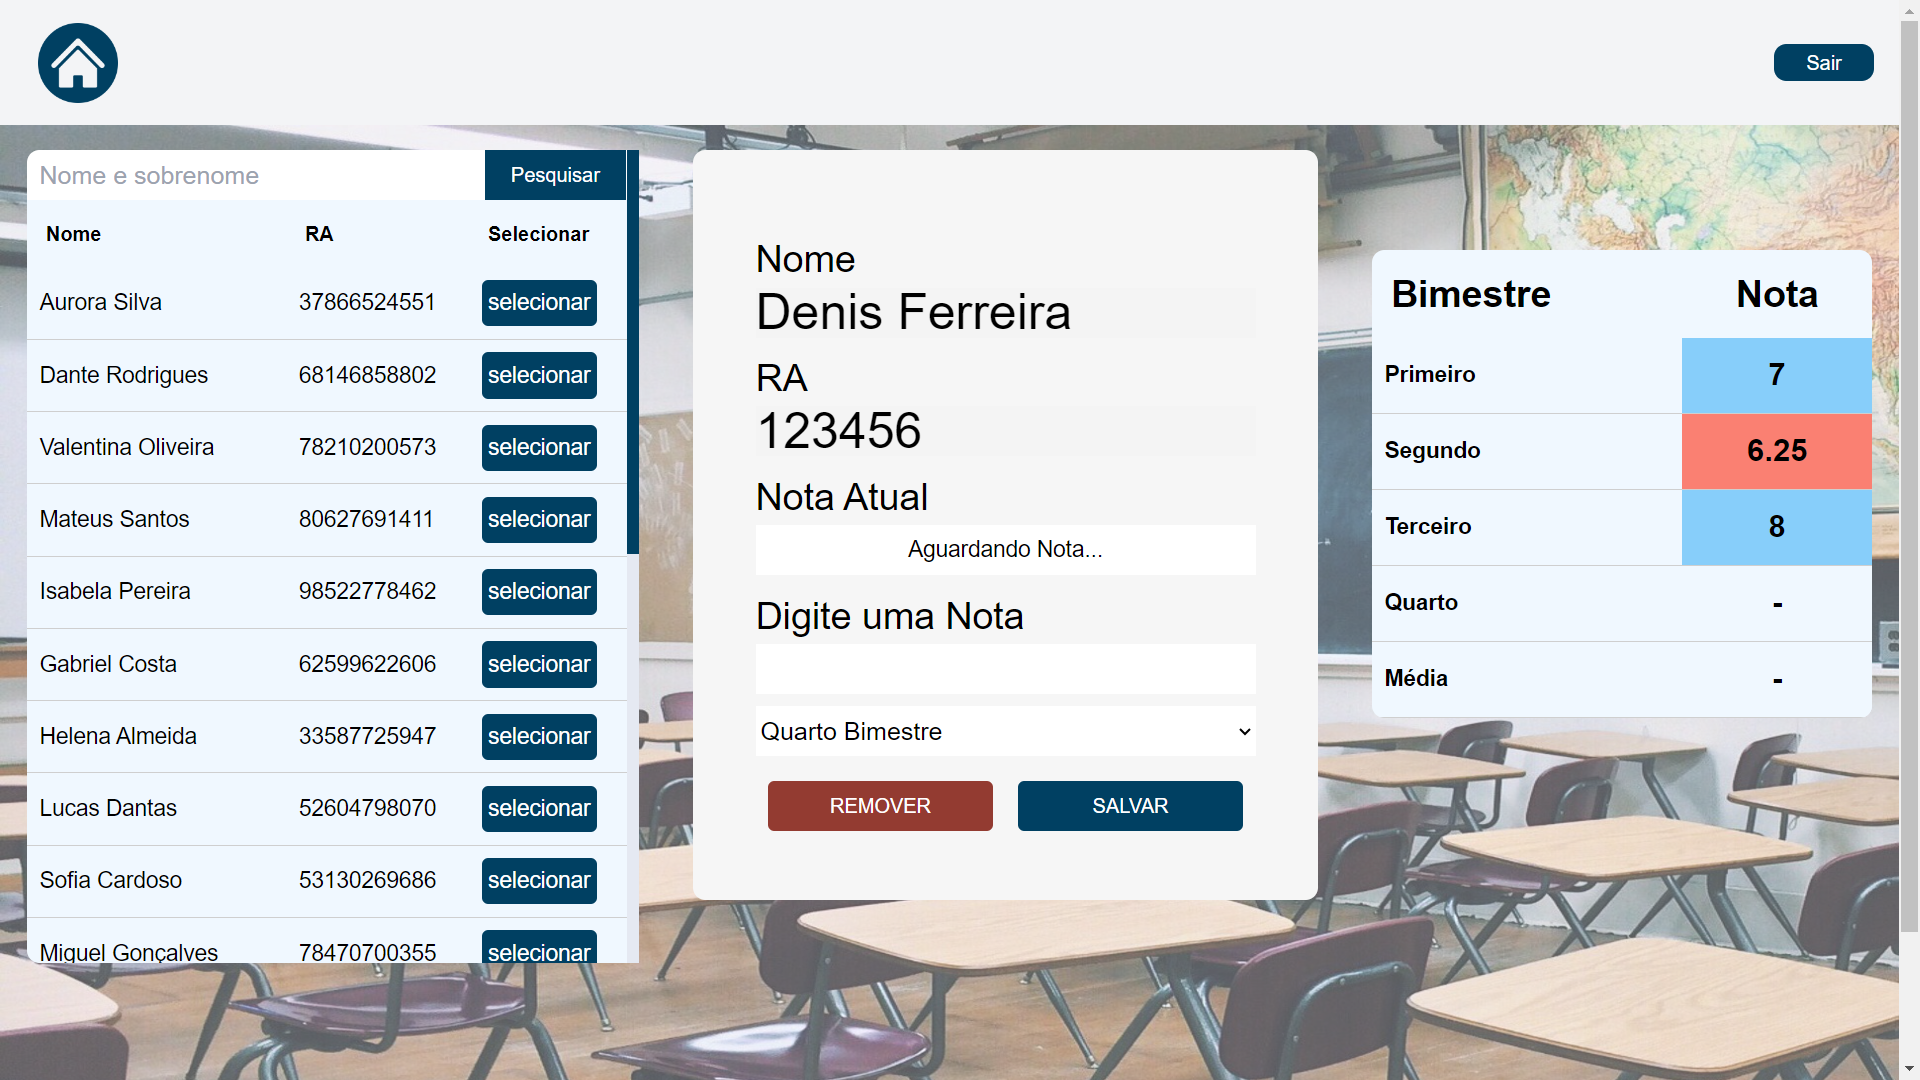 Sair
Nome e sobrenome
Pesquisar
Nome RA Selecionar
Aurora Silva 37866524551 selecionar
Dante Rodrigues 68146858802 selecionar
Valentina Oliveira 78210200573 selecionar
Mateus Santos 80627691411 selecionar
Isabela Pereira 98522778462 selecionar
Gabriel Costa 62599622606 selecionar
Helena Almeida 33587725947 selecionar
Lucas Dantas 52604798070 selecionar
Sofia Cardoso 53130269686 selecionar
Miguel Gonçalves 78470700355 selecionar
Nome
Denis Ferreira
RA
123456
Nota Atual
Aguardando Nota...
Digite uma Nota
Quarto Bimestre
REMOVER SALVAR
Bimestre Nota
Primeiro 7
Segundo 6.25
Terceiro 8
Quarto -
Média -